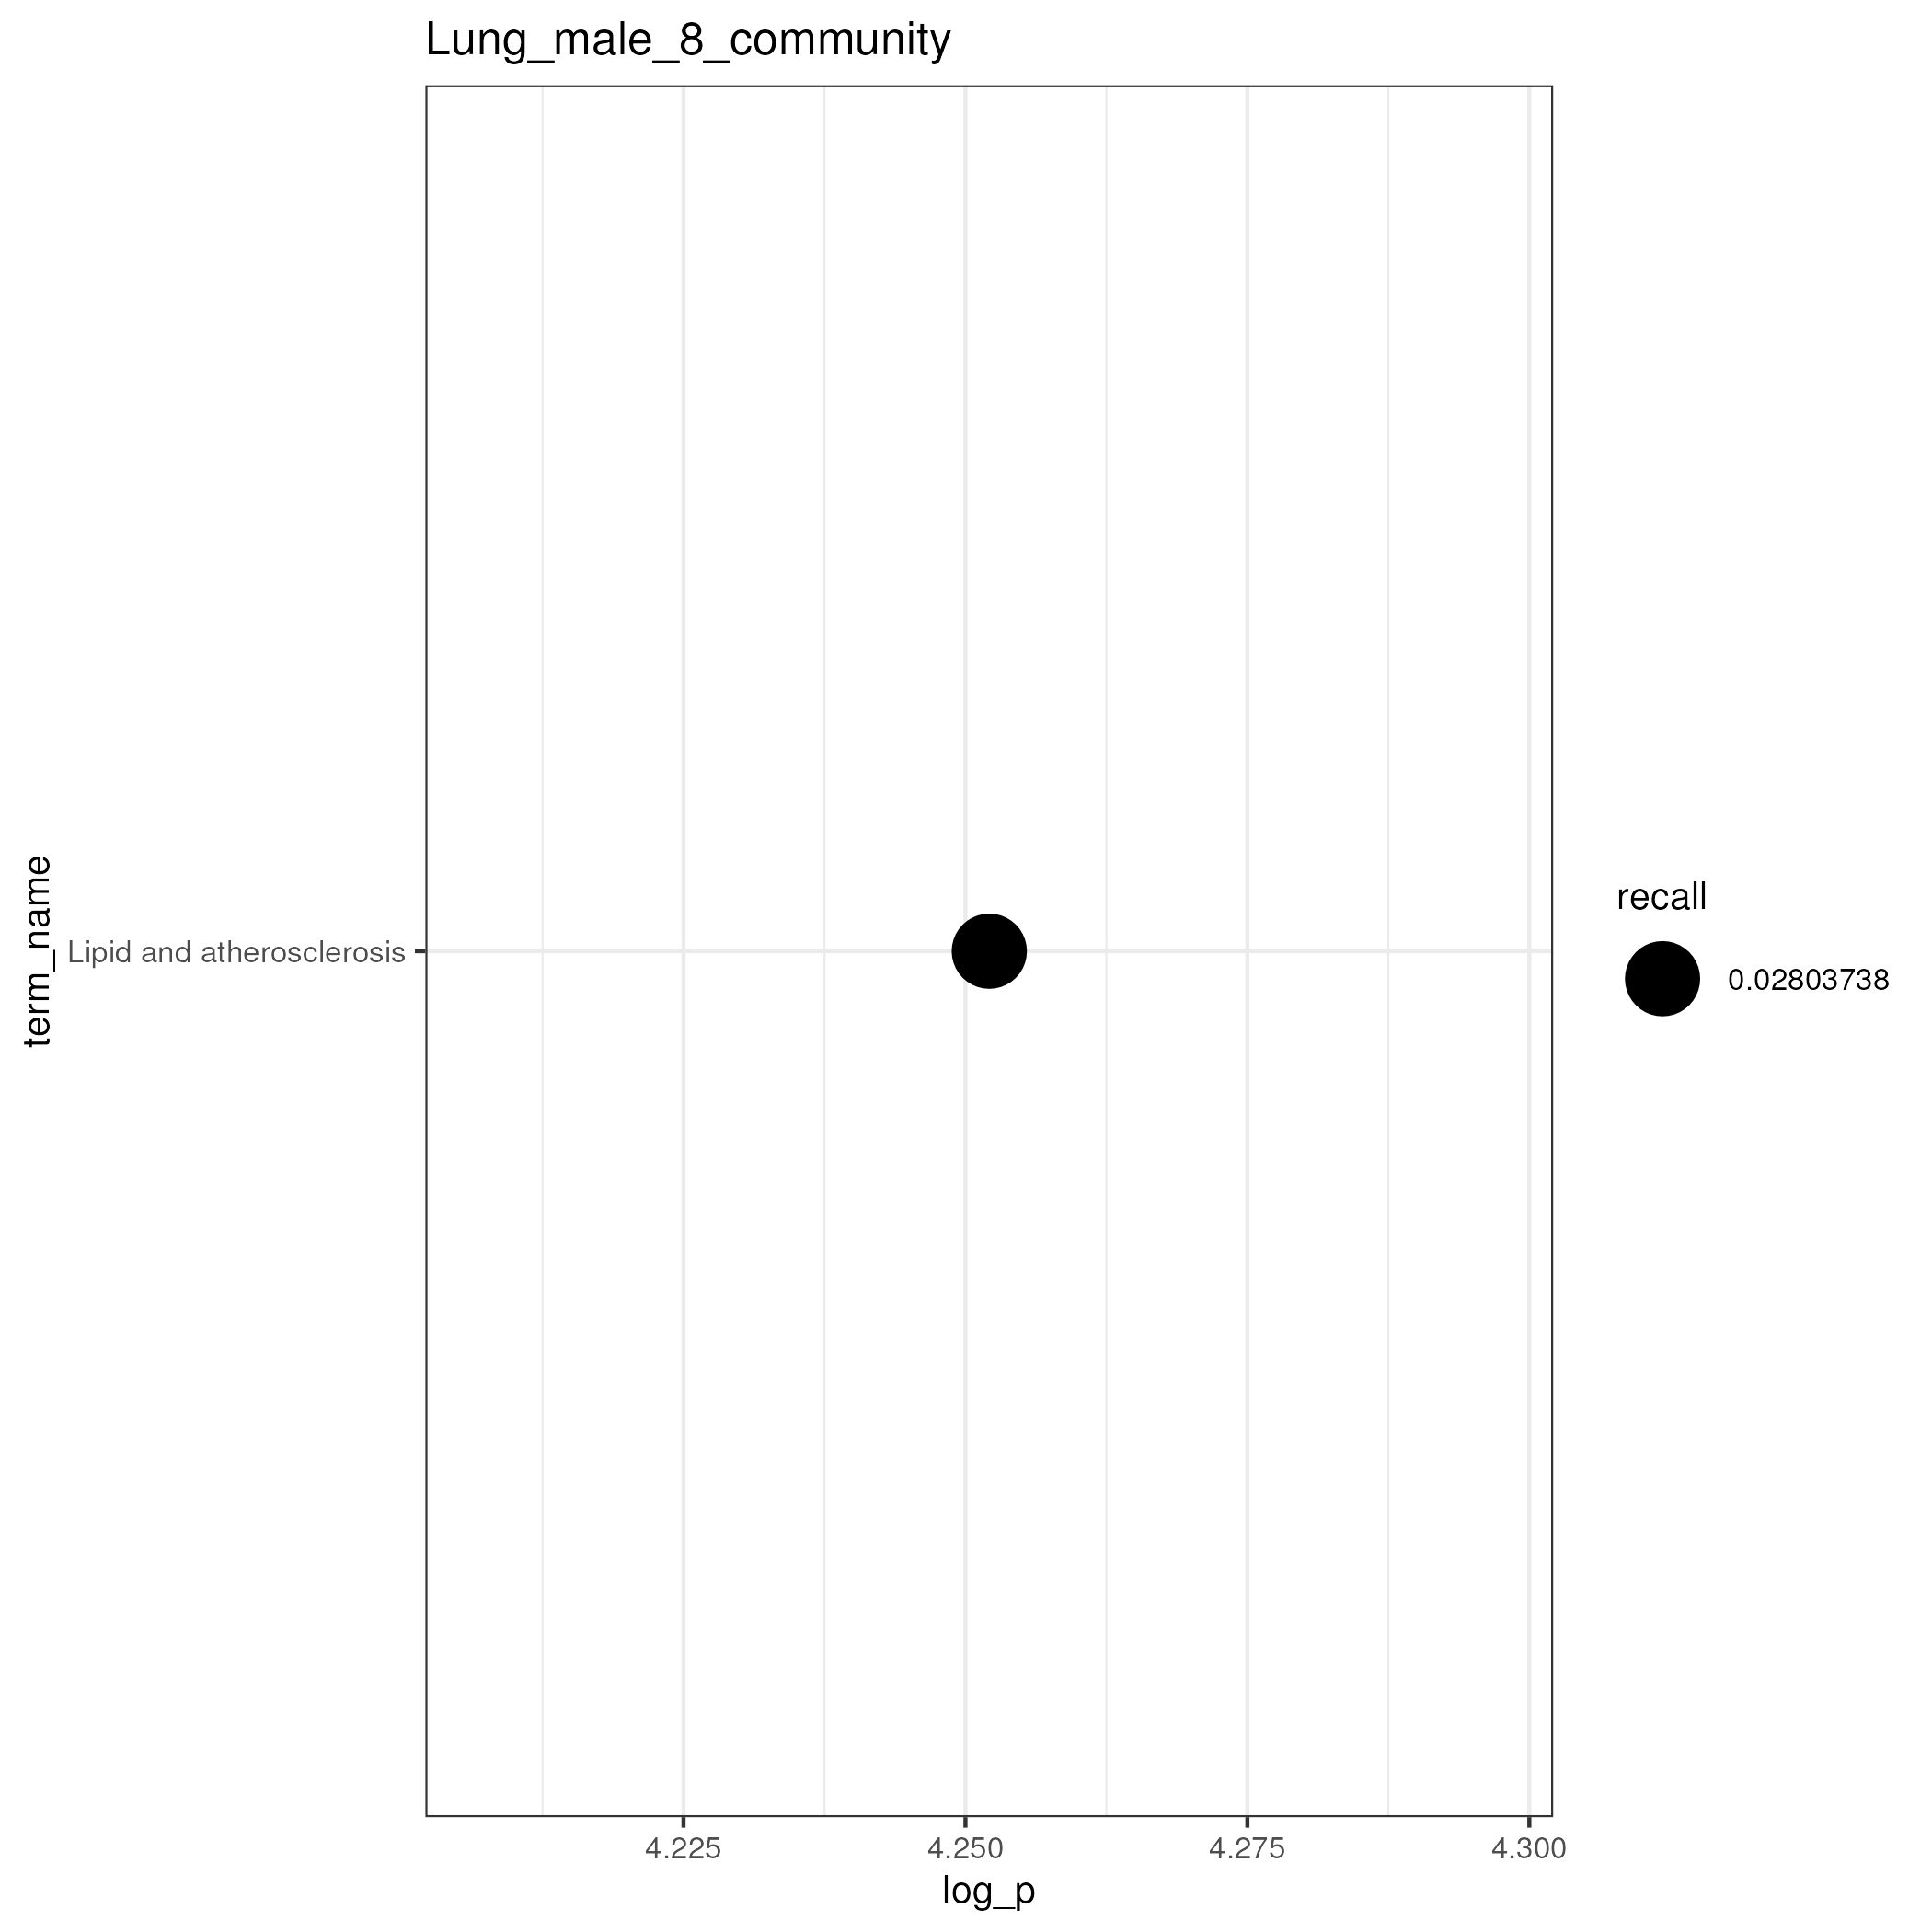 Lung_male_8_community
term_name
Lipid and atherosclerosis
recall
0.02803738
4.225
4.250
4.275
4.300
log_p